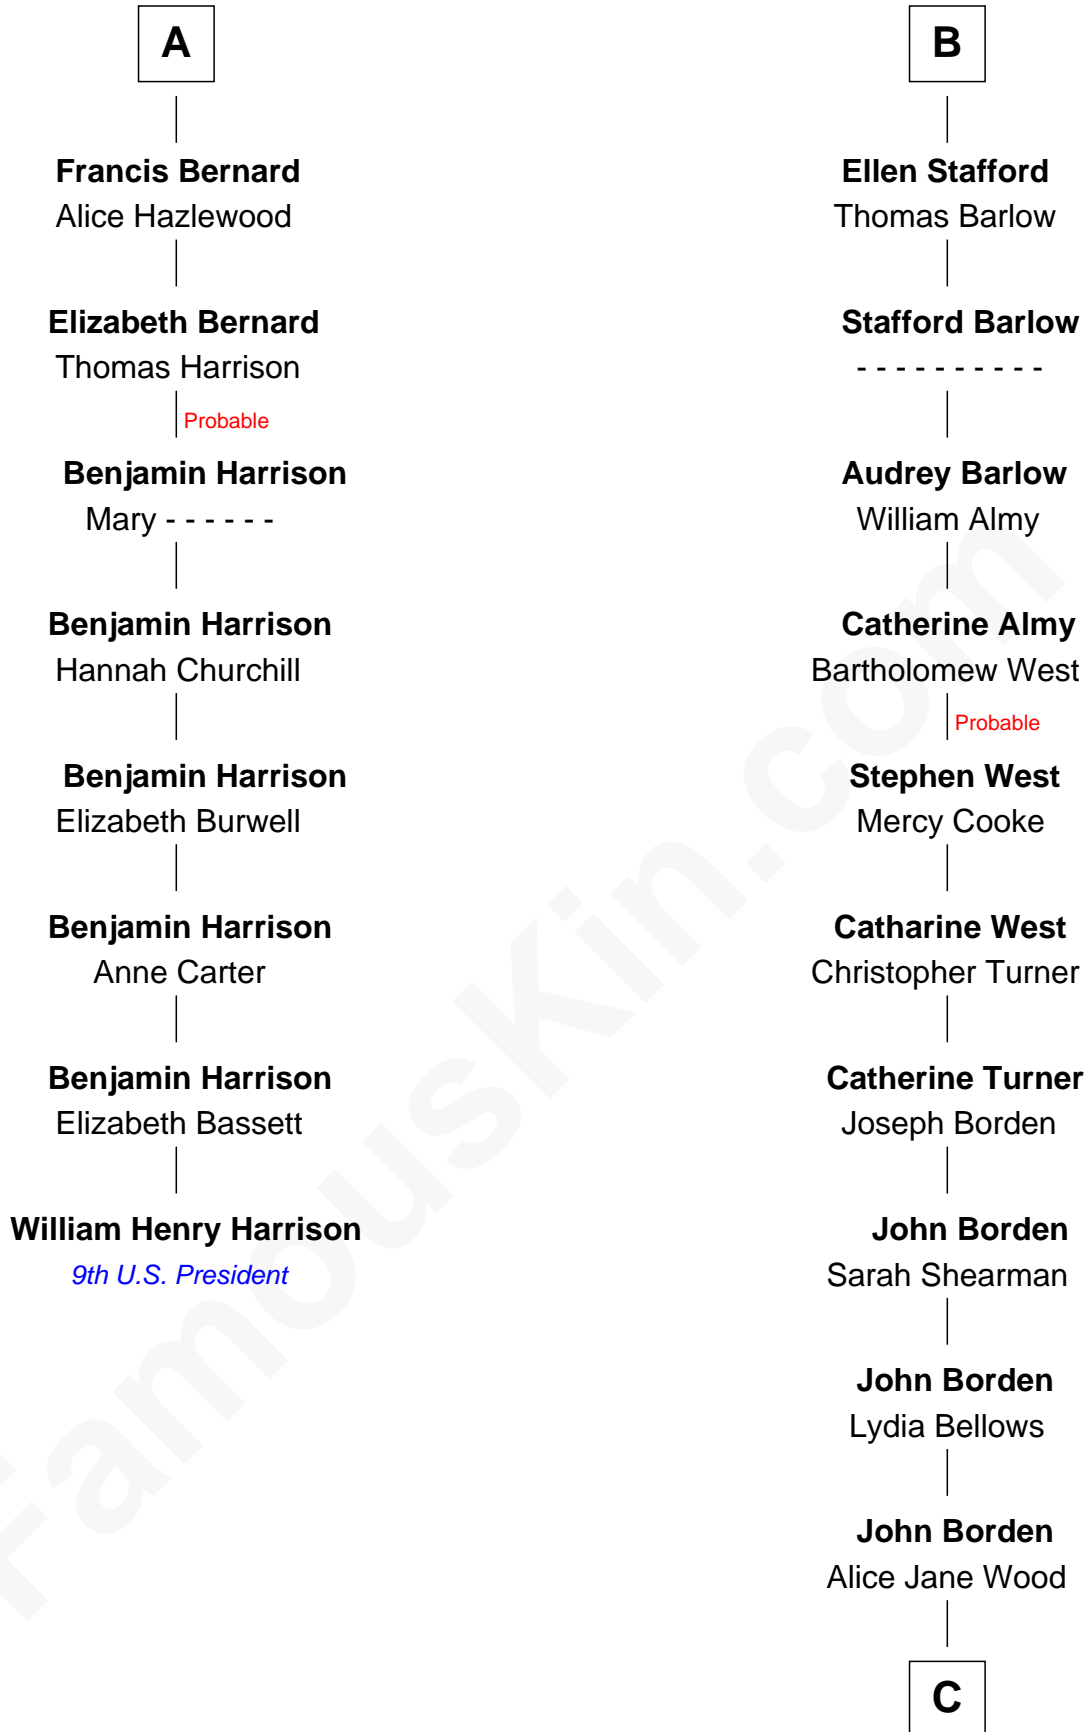 A
Francis Bernard
Alice Hazlewood
Elizabeth Bernard
Thomas Harrison
Probable
Benjamin Harrison
Mary - - - - - -
Benjamin Harrison
Hannah Churchill
Benjamin Harrison
Elizabeth Burwell
Benjamin Harrison
Anne Carter
Benjamin Harrison
Elizabeth Bassett
William Henry Harrison
9th U.S. President
B
Ellen Stafford
Thomas Barlow
Stafford Barlow
- - - - - - - - - -
Audrey Barlow
William Almy
Catherine Almy
Bartholomew West
Probable
Stephen West
Mercy Cooke
Catharine West
Christopher Turner
Catherine Turner
Joseph Borden
John Borden
Sarah Shearman
John Borden
Lydia Bellows
John Borden
Alice Jane Wood
C
FamousKin.com